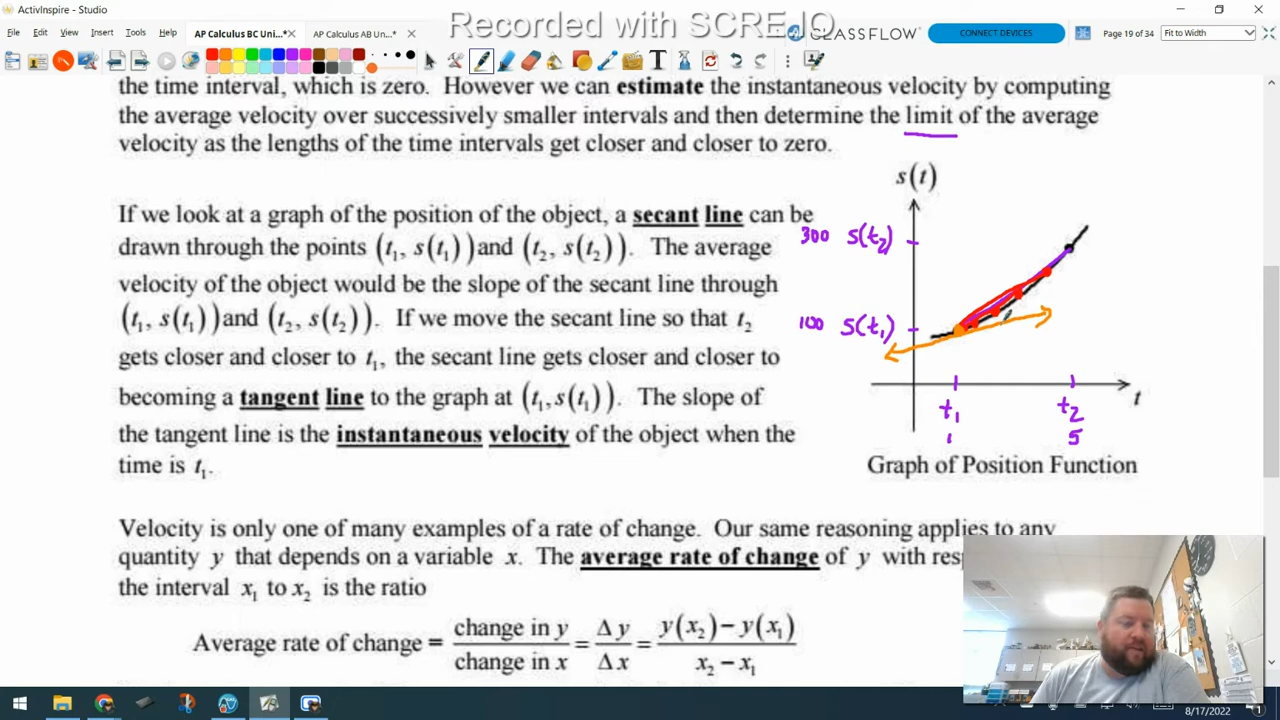 ActivInspire - Studio
Recorded with SCRE.IO
AP Calculus BC Uni...*
AP Calculus AB Un...*
CLASSFLOW
CONNECT DEVICES
Page 19 of 34
Fit to Width
File Edit View Insert Tools Help
the time interval, which is zero. However we can estimate the instantaneous velocity by computing
the average velocity over successively smaller intervals and then determine the limit of the average
velocity as the lengths of the time intervals get closer and closer to zero.
If we look at a graph of the position of the object, a secant line can be
drawn through the points (t₁, s(t₁)) and (t₂, s(t₂)). The average
velocity of the object would be the slope of the secant line through
(t₁, s(t₁)) and (t₂, s(t₂)). If we move the secant line so that t₂
gets closer and closer to t₁, the secant line gets closer and closer to
becoming a tangent line to the graph at (t₁, s(t₁)). The slope of
the tangent line is the insantaneous velocity of the object when the
time is t₁.
s(t)
300 s(t₂)
100 s(t₁)
t
t₁ t₂
1 5
Graph of Position Function
Velocity is only one of many examples of a rate of change. Our same reasoning applies to any
quantity y that depends on a variable x. The average rate of change of y with
the interval x₁ to x₂ is the ratio
Average rate of change = change in y / change in x = Δy / Δx = y(x₂) − y(x₁) / x₂ − x₁
8/17/2022